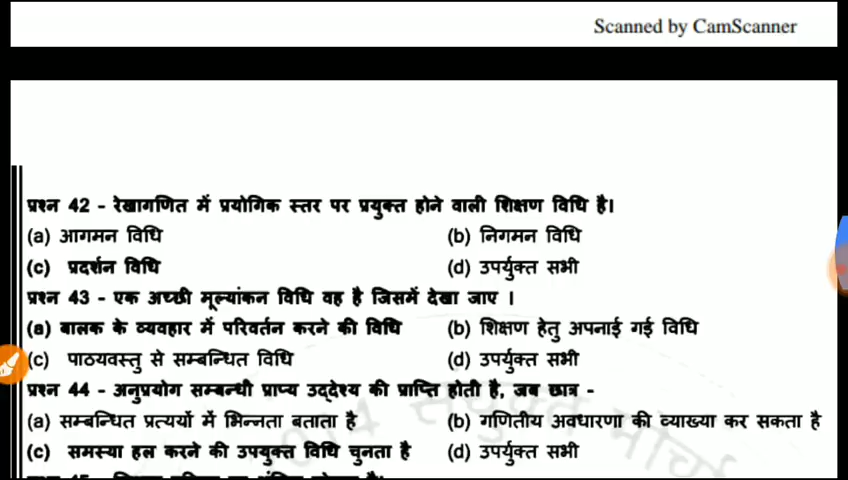 Scanned by CamScanner
प्रश्न 42 - रेखागणित में प्रयोगिक स्तर पर प्रयुक्त होने वाली शिक्षण विधि है।
(a) आगमन विधि (b) निगमन विधि
(c) प्रदर्शन विधि (d) उपर्युक्त सभी
प्रश्न 43 - एक अच्छी मूल्यांकन विधि वह है जिसमें देखा जाए ।
(a) बालक के व्यवहार में परिवर्तन करने की विधि (b) शिक्षण हेतु अपनाई गई विधि
(c) पाठयवस्तु से सम्बन्धित विधि (d) उपर्युक्त सभी
प्रश्न 44 - अनुप्रयोग सम्बन्धी प्राप्य उद्देश्य की प्राप्ति होती है, जब छात्र -
(a) सम्बन्धित प्रत्ययों में भिन्नता बताता है (b) गणितीय अवधारणा की व्याख्या कर सकता है
(c) समस्या हल करने की उपयुक्त विधि चुनता है (d) उपर्युक्त सभी